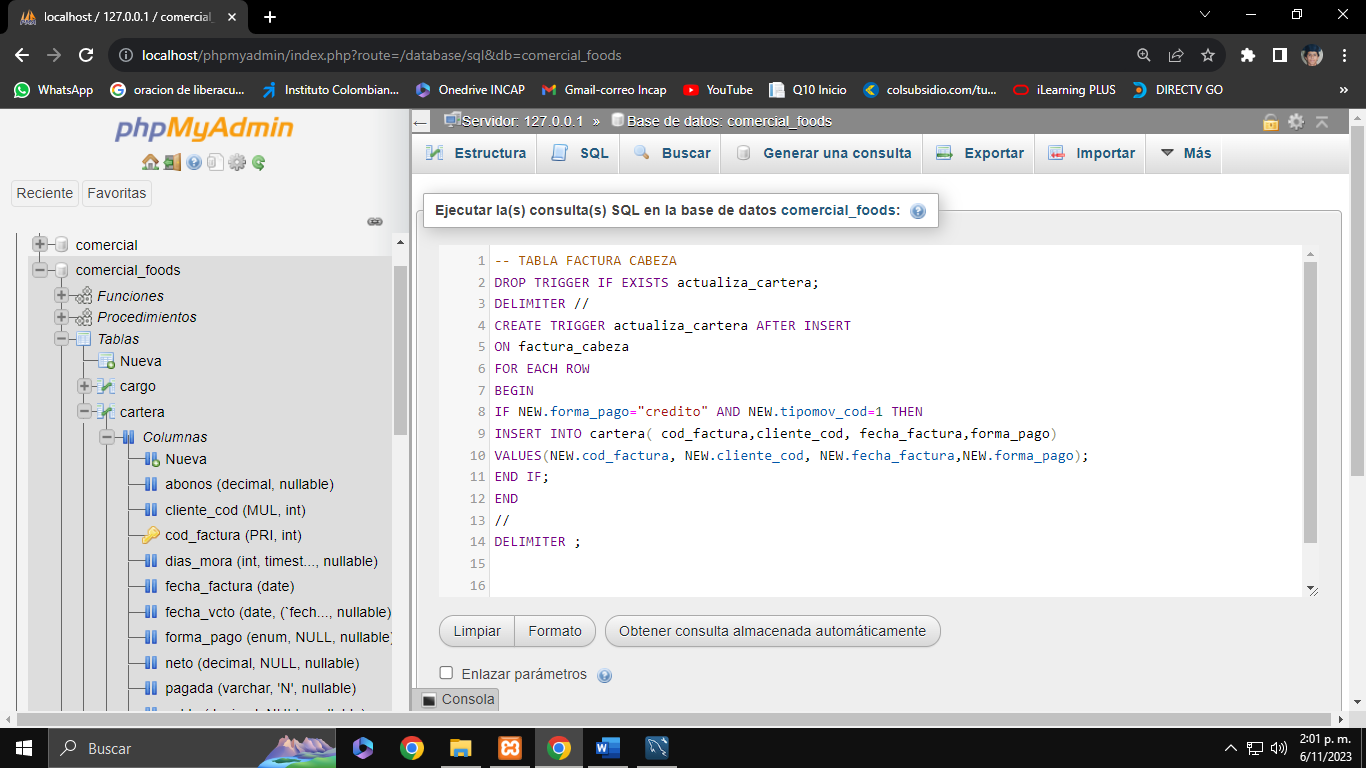 localhost / 127.0.0.1 / comercial_
localhost/phpmyadmin/index.php?route=/database/sql&db=comercial_foods
WhatsApp
oracion de liberacu...
Instituto Colombian...
Onedrive INCAP
Gmail-correo Incap
YouTube
Q10 Inicio
colsubsidio.com/tu...
iLearning PLUS
DIRECTV GO
»
phpMyAdmin
Reciente
Favoritas
comercial
comercial_foods
Funciones
Procedimientos
Tablas
Nueva
cargo
cartera
Columnas
Nueva
abonos (decimal, nullable)
cliente_cod (MUL, int)
cod_factura (PRI, int)
dias_mora (int, timest..., nullable)
fecha_factura (date)
fecha_vcto (date, (`fech..., nullable)
forma_pago (enum, NULL, nullable)
neto (decimal, NULL, nullable)
pagada (varchar, 'N', nullable)
Servidor: 127.0.0.1 » Base de datos: comercial_foods
Estructura
SQL
Buscar
Generar una consulta
Exportar
Importar
Más
Ejecutar la(s) consulta(s) SQL en la base de datos comercial_foods:
1 -- TABLA FACTURA CABEZA
2 DROP TRIGGER IF EXISTS actualiza_cartera;
3 DELIMITER //
4 CREATE TRIGGER actualiza_cartera AFTER INSERT
5 ON factura_cabeza
6 FOR EACH ROW
7 BEGIN
8 IF NEW.forma_pago="credito" AND NEW.tipomov_cod=1 THEN
9 INSERT INTO cartera( cod_factura,cliente_cod, fecha_factura,forma_pago)
10 VALUES(NEW.cod_factura, NEW.cliente_cod, NEW.fecha_factura,NEW.forma_pago);
11 END IF;
12 END
13 //
14 DELIMITER ;
15
16
Limpiar
Formato
Obtener consulta almacenada automáticamente
Enlazar parámetros
Consola
Buscar
2:01 p. m.
6/11/2023